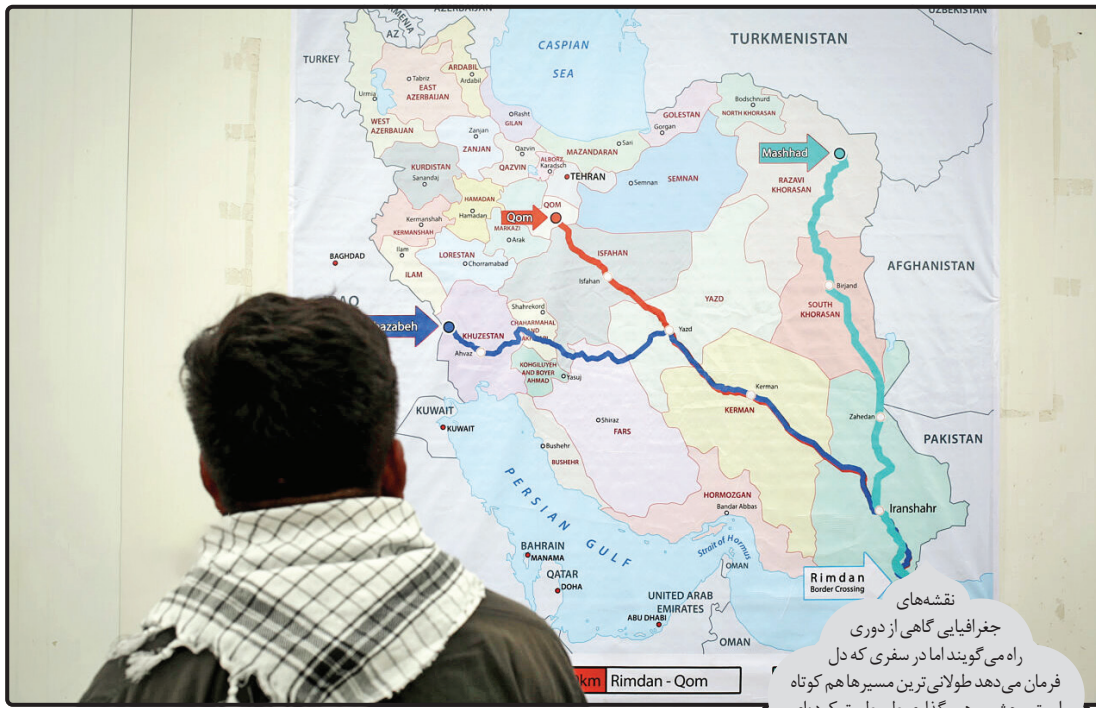 AZERBAIJAN
ARMENIA
AZ
UZBEKISTAN
TURKEY
CASPIAN
SEA
TURKMENISTAN
ARDABIL
Ardabil
Tabriz
EAST
AZERBAIJAN
Urmia
WEST
AZERBAIJAN
Rasht
GILAN
Zanjan
ZANJAN
Qazvin
QAZVIN
ALBORZ
Karadsch
MAZANDARAN
Sari
GOLESTAN
Gorgan
Bodschnurd
NORTH KHORASAN
Mashhad
RAZAVI
KHORASAN
KURDISTAN
Sanandaj
TEHRAN
Semnan
SEMNAN
HAMADAN
Hamadan
Qom
QOM
MARKAZI
Arak
Kermanshah
KERMANSHAH
Ilam
ILAM
BAGHDAD
LORESTAN
Chorramabad
ISFAHAN
Isfahan
YAZD
Yazd
AFGHANISTAN
Birjand
SOUTH
KHORASAN
AQ
azabeh
KHUZESTAN
Ahvaz
Shahrekord
CHAHARMAHAL
AND
KOHGILUYEH
AND BOYER
AHMAD
Yasuj
Kerman
KERMAN
Zahedan
PAKISTAN
KUWAIT
KUWAIT
Shiraz
FARS
Bushehr
BUSHEHR
PERSIAN GULF
HORMOZGAN
Bandar Abbas
Strait of Hormus
Iranshahr
BAHRAIN
MANAMA
QATAR
DOHA
UNITED ARAB
EMIRATES
ABU DHABI
OMAN
OMAN
Rimdan
Border Crossing
km Rimdan - Qom
نقشه‌های
جغرافیایی گاهی از دوری
راه می‌گویند اما در سفری که دل
فرمان می‌دهد طولانی‌ترین مسیرها هم کوتاه